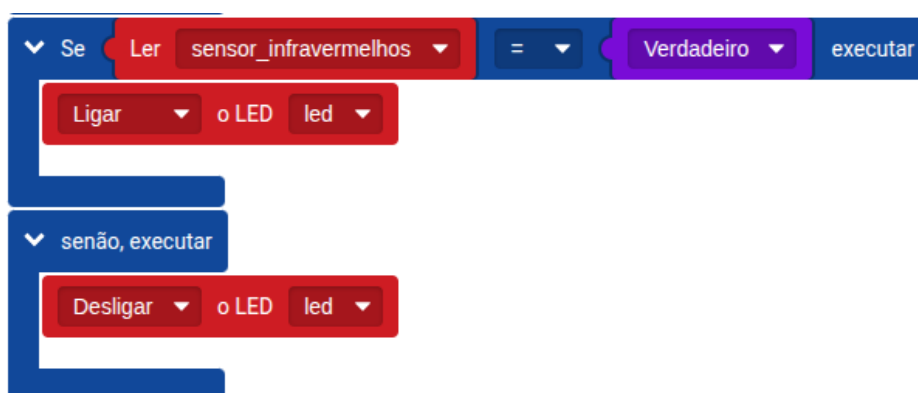 Se Ler sensor_infravermelhos = Verdadeiro executar
Ligar o LED led
senão, executar
Desligar o LED led